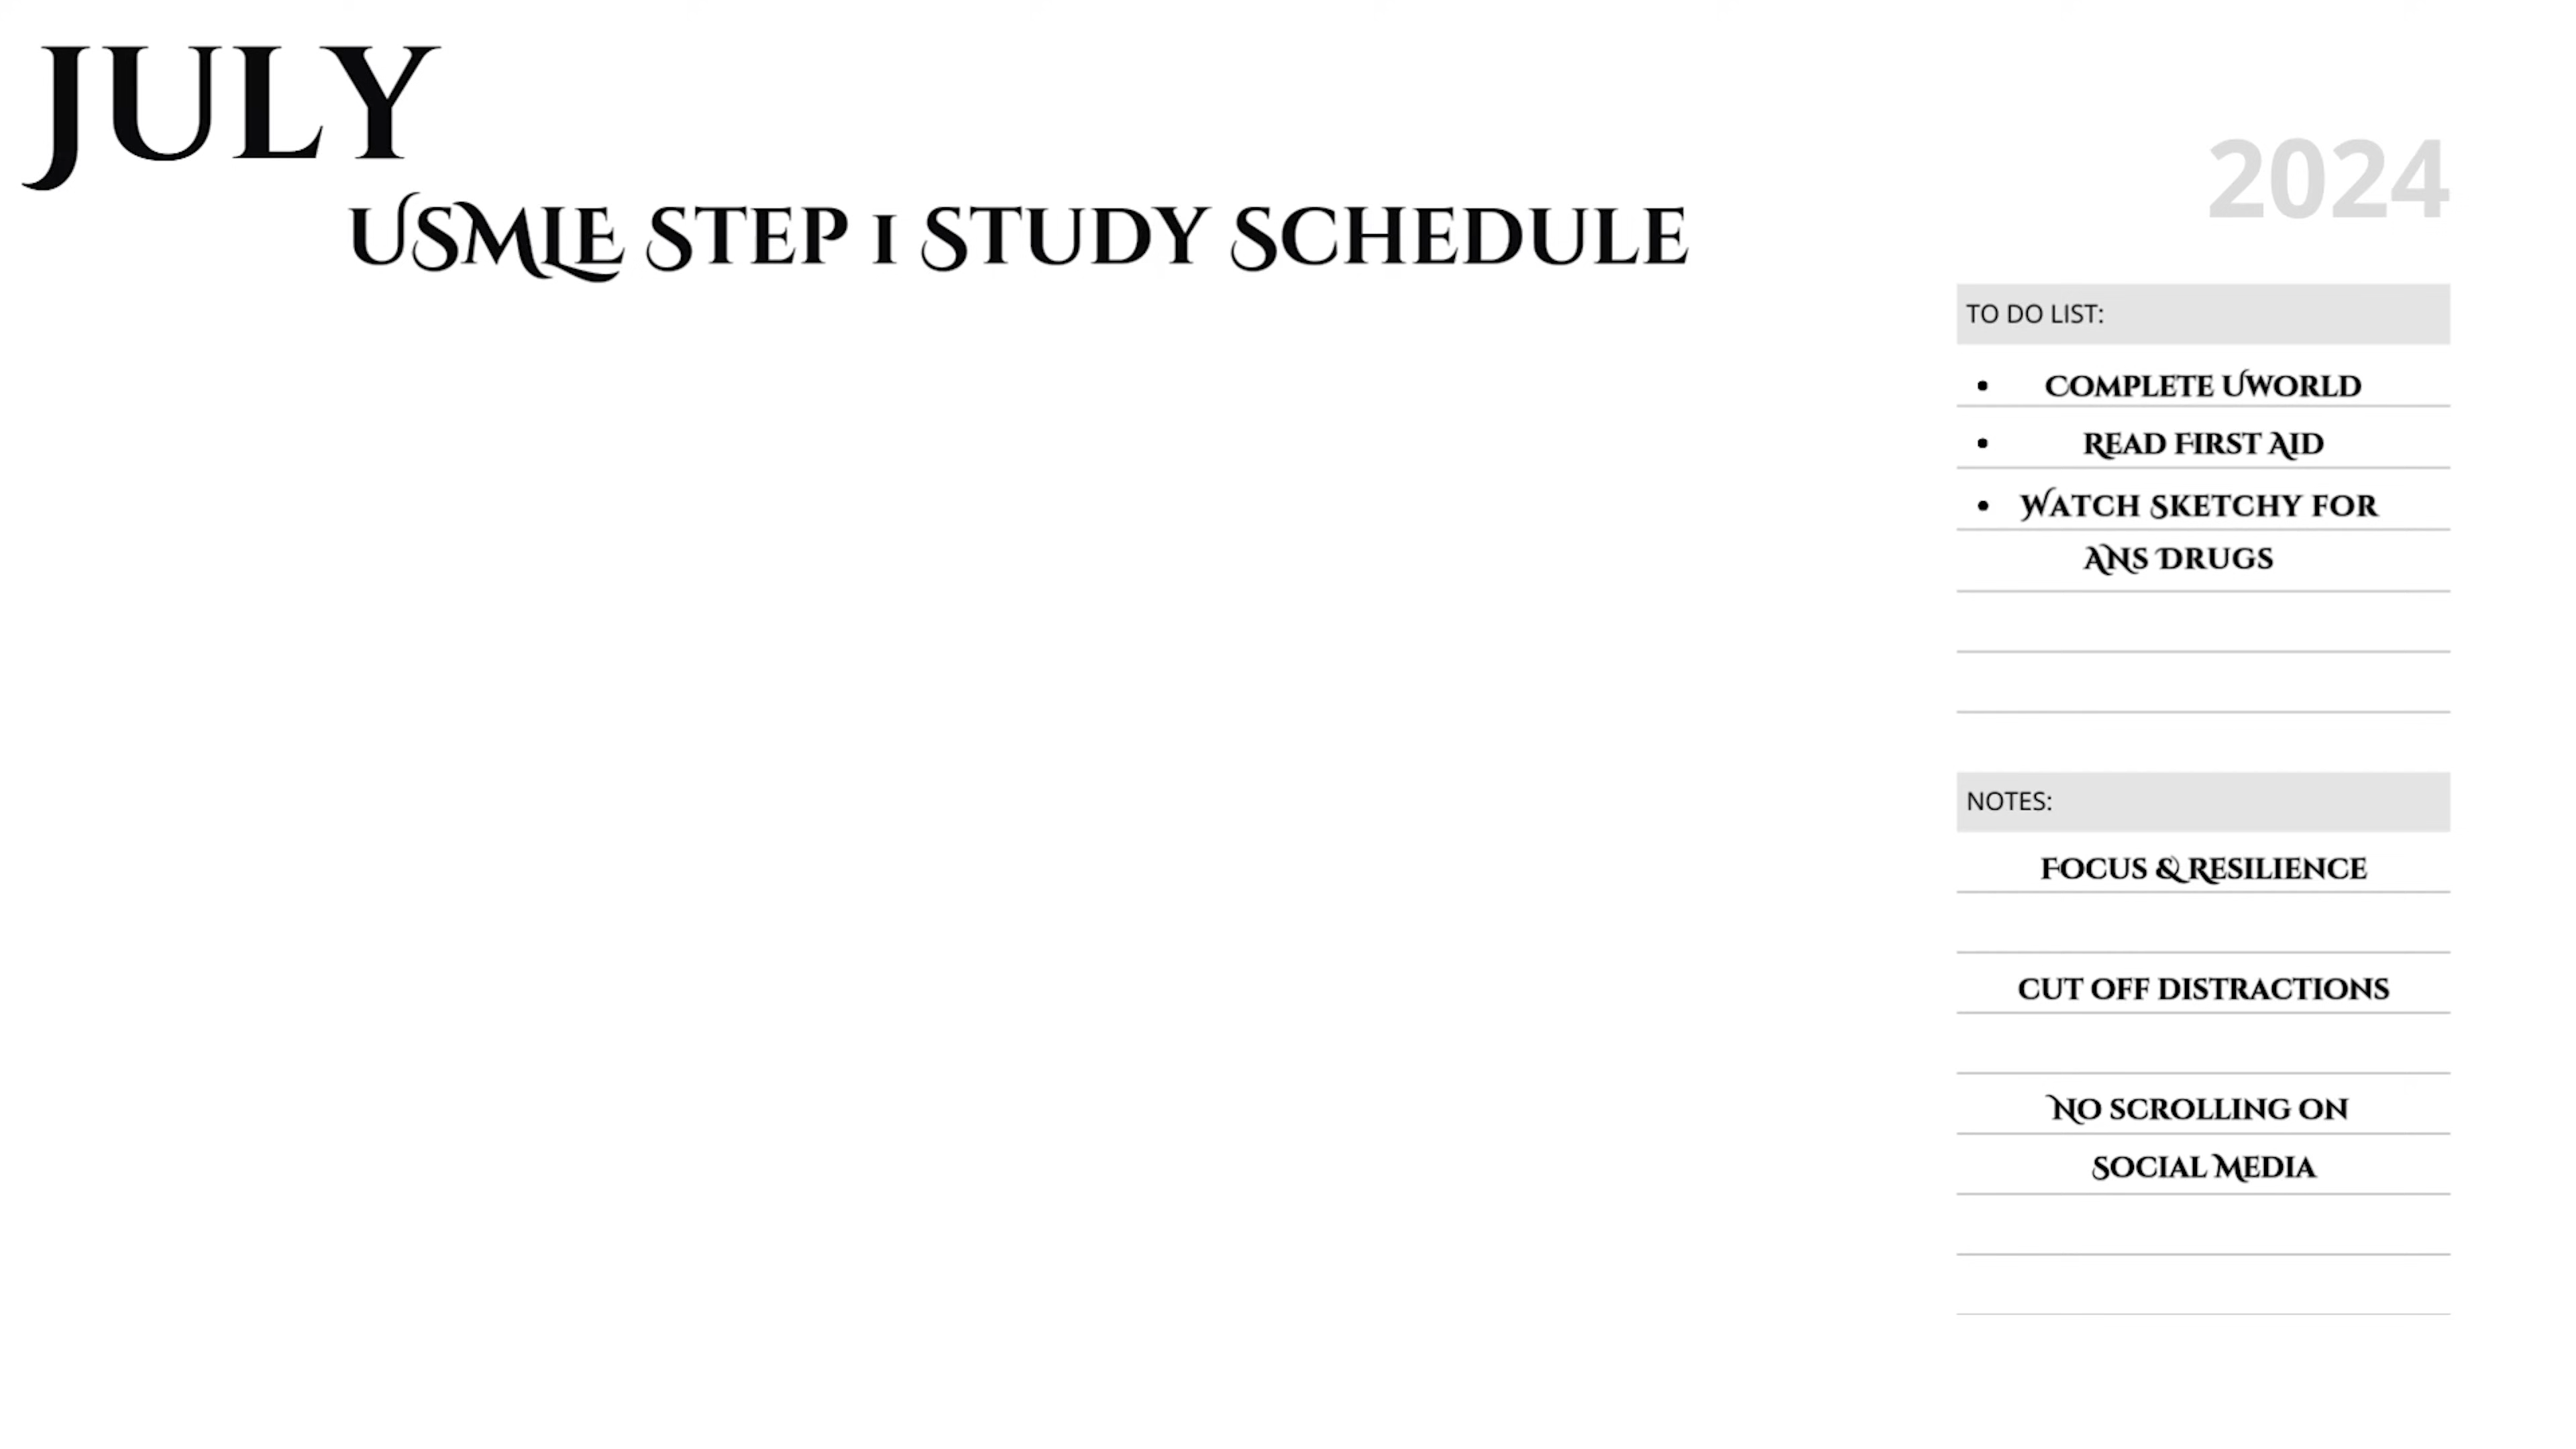 JULY
2024
USMLE STEP 1 STUDY SCHEDULE
TO DO LIST:
• COMPLETE UWORLD
• READ FIRST AID
• WATCH SKETCHY FOR
ANS DRUGS
NOTES:
FOCUS & RESILIENCE
CUT OFF DISTRACTIONS
NO SCROLLING ON
SOCIAL MEDIA